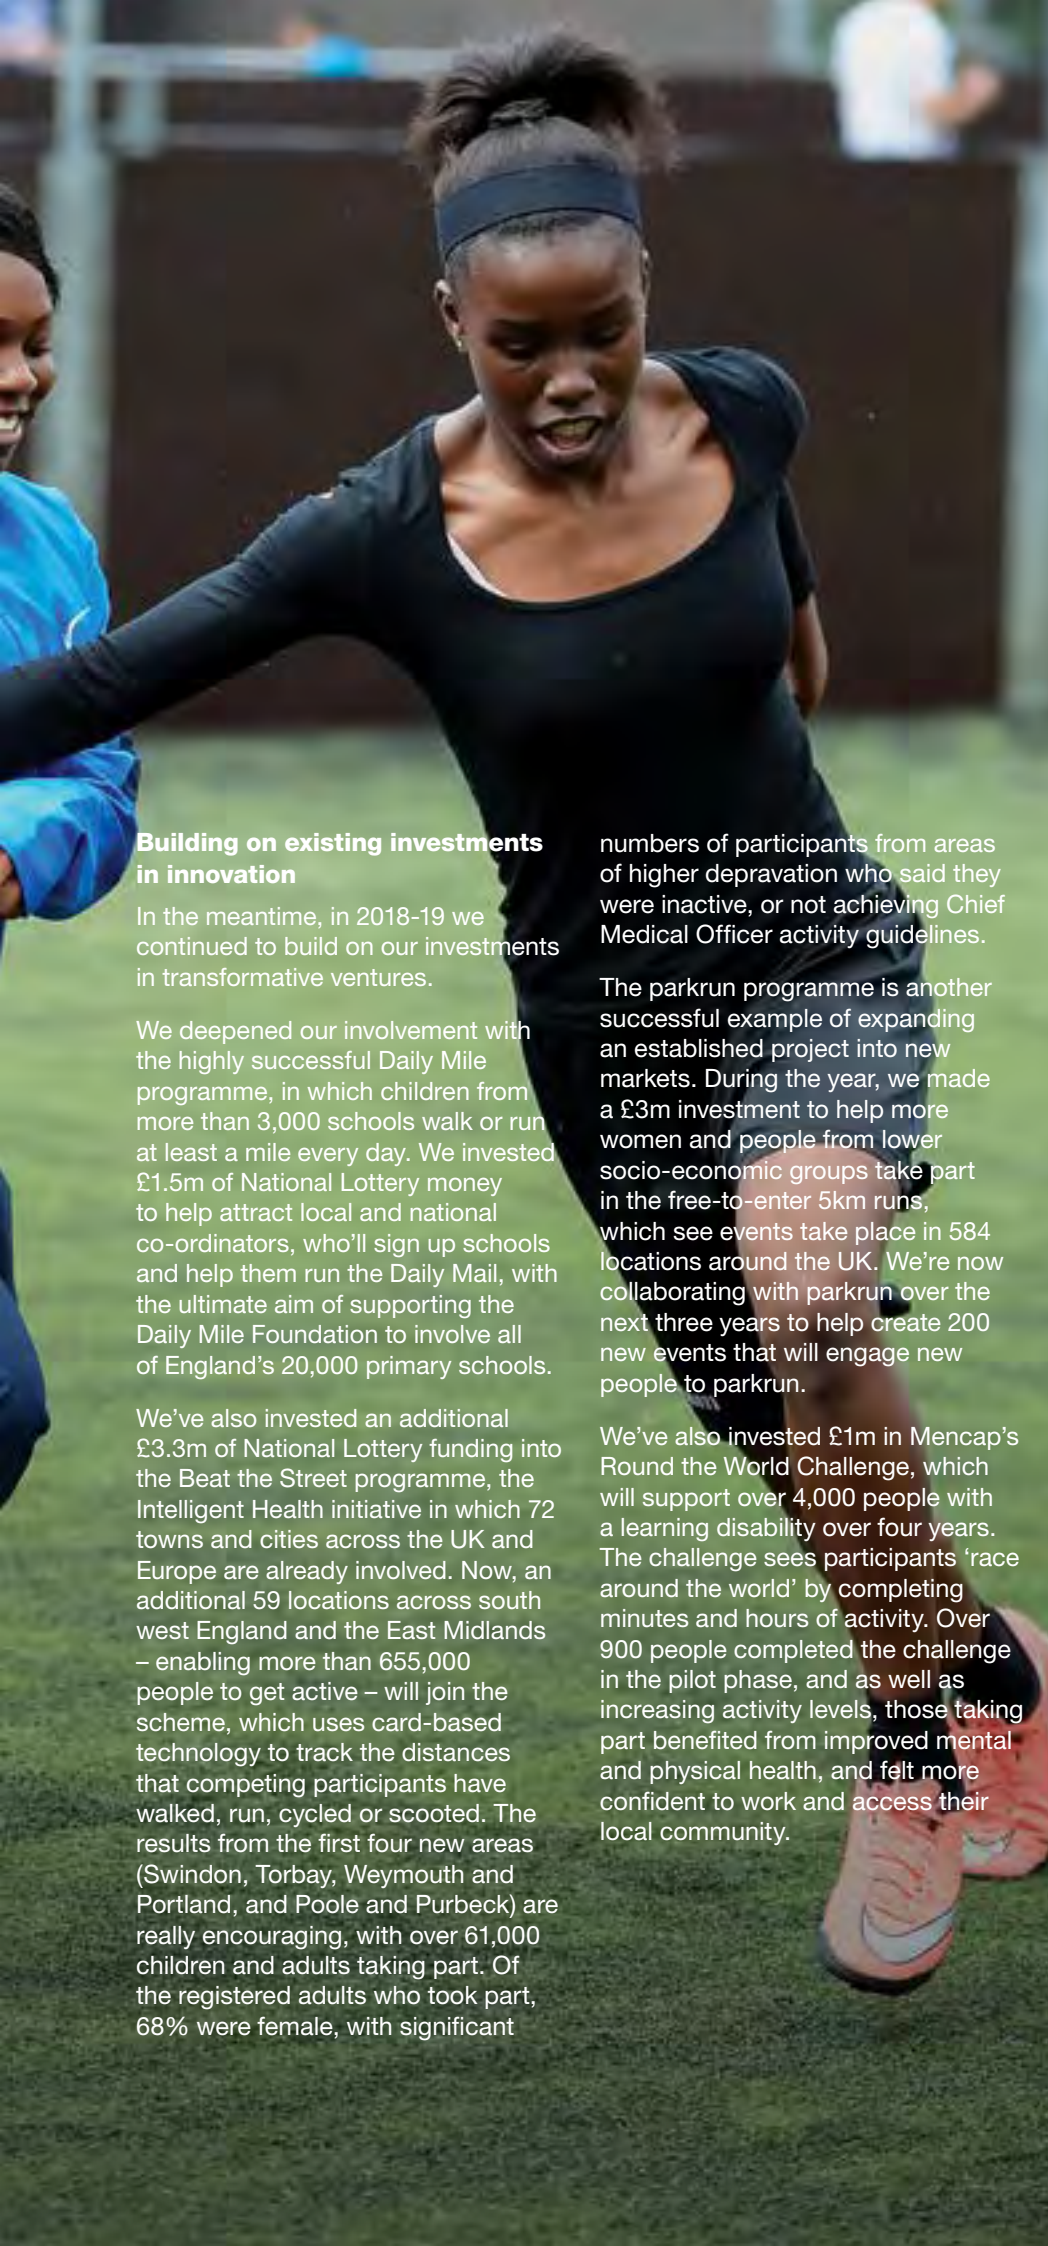 Building on existing investments
in innovation
In the meantime, in 2018-19 we
continued to build on our investments
in transformative ventures.
We deepened our involvement with
the highly successful Daily Mile
programme, in which children from
more than 3,000 schools walk or run
at least a mile every day. We invested
£1.5m of National Lottery money
to help attract local and national
co-ordinators, who’ll sign up schools
and help them run the Daily Mail, with
the ultimate aim of supporting the
Daily Mile Foundation to involve all
of England’s 20,000 primary schools.
We’ve also invested an additional
£3.3m of National Lottery funding into
the Beat the Street programme, the
Intelligent Health initiative in which 72
towns and cities across the UK and
Europe are already involved. Now, an
additional 59 locations across south
west England and the East Midlands
– enabling more than 655,000
people to get active – will join the
scheme, which uses card-based
technology to track the distances
that competing participants have
walked, run, cycled or scooted. The
results from the first four new areas
(Swindon, Torbay, Weymouth and
Portland, and Poole and Purbeck) are
really encouraging, with over 61,000
children and adults taking part. Of
the registered adults who took part,
68% were female, with significant
numbers of participants from areas
of higher depravation who said they
were inactive, or not achieving Chief
Medical Officer activity guidelines.
The parkrun programme is another
successful example of expanding
an established project into new
markets. During the year, we made
a £3m investment to help more
women and people from lower
socio-economic groups take part
in the free-to-enter 5km runs,
which see events take place in 584
locations around the UK. We’re now
collaborating with parkrun over the
next three years to help create 200
new events that will engage new
people to parkrun.
We’ve also invested £1m in Mencap’s
Round the World Challenge, which
will support over 4,000 people with
a learning disability over four years.
The challenge sees participants ‘race
around the world’ by completing
minutes and hours of activity. Over
900 people completed the challenge
in the pilot phase, and as well as
increasing activity levels, those taking
part benefited from improved mental
and physical health, and felt more
confident to work and access their
local community.